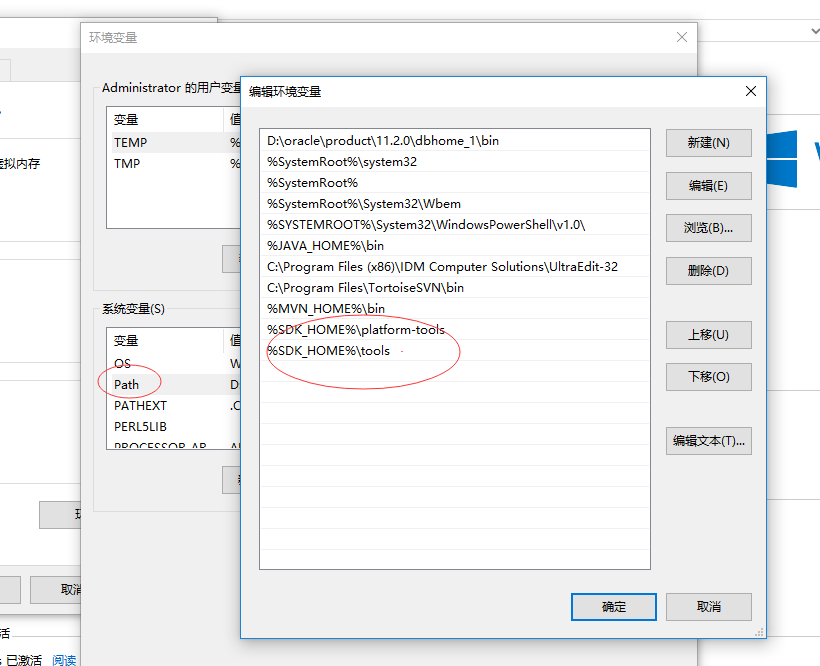 环境变量
Administrator 的用户变量
变量
TEMP
%
TMP
%
系统变量(S)
变量
OS
W
Path
D
PATHEXT
.C
PERL5LIB
编辑环境变量
D:\oracle\product\11.2.0\dbhome_1\bin
%SystemRoot%\system32
%SystemRoot%
%SystemRoot%\System32\Wbem
%SYSTEMROOT%\System32\WindowsPowerShell\v1.0\
%JAVA_HOME%\bin
C:\Program Files (x86)\IDM Computer Solutions\UltraEdit-32
C:\Program Files\TortoiseSVN\bin
%MVN_HOME%\bin
%SDK_HOME%\platform-tools
%SDK_HOME%\tools
新建(N)
编辑(E)
浏览(B)...
删除(D)
上移(U)
下移(O)
编辑文本(T)...
确定
取消
拟内存
取消
活
已激活 阅读